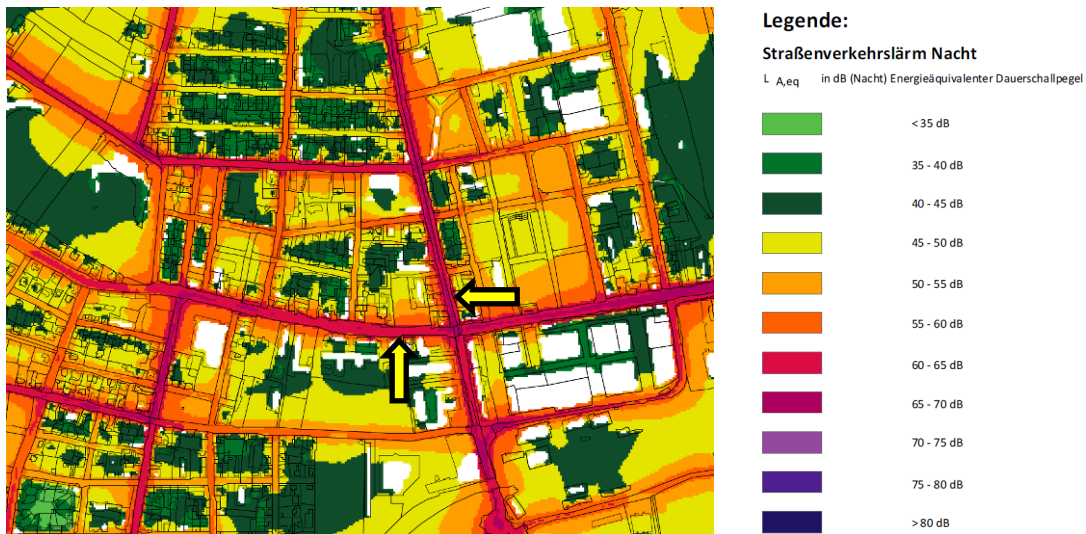 Legende:
Straßenverkehrslärm Nacht
L A,eq in dB (Nacht) Energieäquivalenter Dauerschallpegel
< 35 dB
35 - 40 dB
40 - 45 dB
45 - 50 dB
50 - 55 dB
55 - 60 dB
60 - 65 dB
65 - 70 dB
70 - 75 dB
75 - 80 dB
> 80 dB